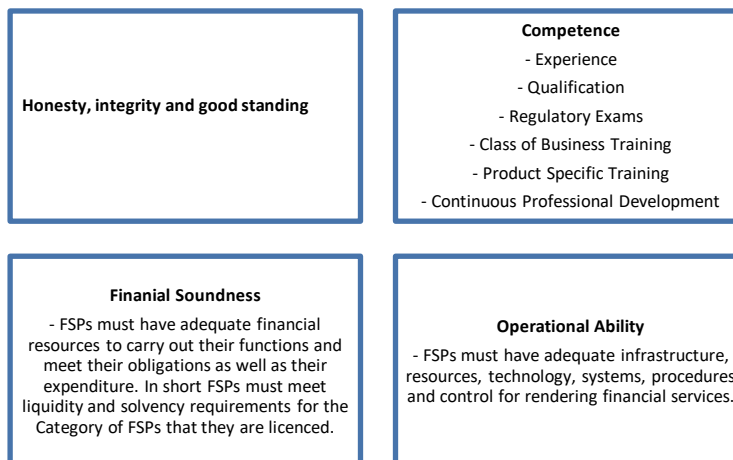 Honesty, integrity and good standing
Competence
- Experience
- Qualification
- Regulatory Exams
- Class of Business Training
- Product Specific Training
- Continuous Professional Development
Finanial Soundness
- FSPs must have adequate financial
resources to carry out their functions and
meet their obligations as well as their
expenditure. In short FSPs must meet
liquidity and solvency requirements for the
Category of FSPs that they are licenced.
Operational Ability
- FSPs must have adequate infrastructure,
resources, technology, systems, procedures
and control for rendering financial services.